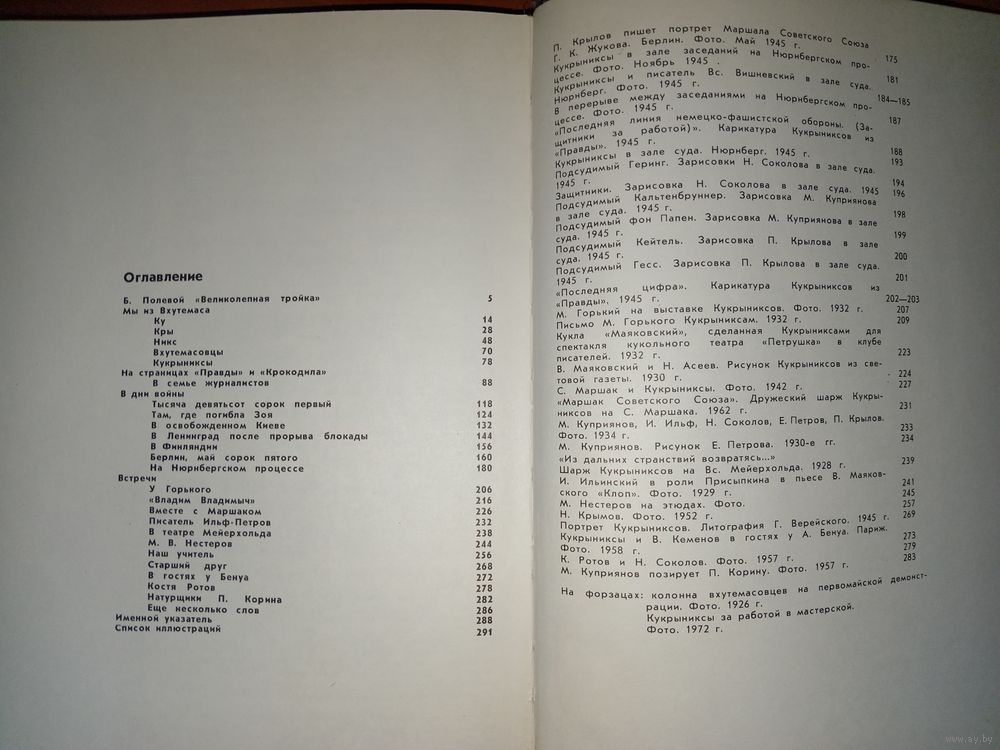 Оглавление
Б. Полевой «Великолепная тройка» 5
Мы из Вхутемаса
Ку 14
Кры 28
Никс 48
Вхутемасовцы 70
Кукрыниксы 78
На страницах «Правды» и «Крокодила»
В семье журналистов 88
В дни войны
Тысяча девятьсот сорок первый 118
Там, где погибла Зоя 124
В освобожденном Киеве 132
В Ленинград после прорыва блокады 144
В Финляндии 156
Берлин, май сорок пятого 160
На Нюрнбергском процессе 180
Встречи
У Горького 206
«Владим Владимыч» 216
Вместе с Маршаком 226
Писатель Ильф-Петров 232
В театре Мейерхольда 238
М. В. Нестеров 244
Наш учитель 256
Старший друг 268
В гостях у Бенуа 272
Костя Ротов 278
Натурщики П. Корина 282
Еще несколько слов 286
Именной указатель 288
Список иллюстраций 291
П. Крылов пишет портрет Маршала Советского Союза
Г. К. Жукова. Берлин. Фото. Май 1945 г. 175
Кукрыниксы в зале заседаний на Нюрнбергском про-
цессе. Фото. Ноябрь 1945 . 181
Кукрыниксы и писатель Вс. Вишневский в зале суда.
Нюрнберг. Фото. 1945 г. 184—185
В перерыве между заседаниями на Нюрнбергском про-
цессе. Фото. 1945 г. 187
«Последняя линия немецко-фашистской обороны. (За-
щитники за работой)». Карикатура Кукрыниксов из
«Правды». 1945 г. 188
Кукрыниксы в зале суда. Нюрнберг. 1945 г. 193
Подсудимый Геринг. Зарисовки Н. Соколова в зале суда.
1945 г. 194
Защитники. Зарисовка Н. Соколова в зале суда. 1945 196
Подсудимый Кальтенбруннер. Зарисовка М. Куприянова
в зале суда. 1945 г. 198
Подсудимый фон Папен. Зарисовка М. Куприянова в зале
суда. 1945 г. 199
Подсудимый Кейтель. Зарисовка П. Крылова в зале
суда. 1945 г. 200
Подсудимый Гесс. Зарисовка П. Крылова в зале суда.
1945 г. 201
«Последняя цифра». Карикатура Кукрыниксов из
«Правды». 1945 г. 202—203
М. Горький на выставке Кукрыниксов. Фото. 1932 г. 207
Письмо М. Горького Кукрыниксам. 1932 г. 209
Кукла «Маяковский», сделанная Кукрыниксами для
спектакля кукольного театра «Петрушка» в клубе
писателей. 1932 г. 223
В. Маяковский и Н. Асеев. Рисунок Кукрыниксов из све-
товой газеты. 1930 г. 224
С. Маршак и Кукрыниксы. Фото. 1942 г. 227
«Маршак Советского Союза». Дружеский шарж Кукры-
никсов на С. Маршака. 1962 г. 231
М. Куприянов, И. Ильф, Н. Соколов, Е. Петров, П. Крылов.
Фото. 1934 г. 233
М. Куприянов. Рисунок Е. Петрова. 1930-е гг. 234
«Из дальних странствий возвратясь...»
Шарж Кукрыниксов на Вс. Мейерхольда. 1928 г. 239
И. Ильинский в роли Присыпкина в пьесе В. Маяков-
ского «Клоп». Фото. 1929 г. 241
М. Нестеров на этюдах. Фото. 245
Н. Крымов. Фото. 1952 г. 257
Портрет Кукрыниксов. Литография Г. Верейского. 1945 г. 269
Кукрыниксы и В. Кеменов в гостях у А. Бенуа. Париж.
Фото. 1958 г. 273
К. Ротов и Н. Соколов. Фото. 1957 г. 279
М. Куприянов позирует П. Корину. Фото. 1957 г. 283
На форзацах: колонна вхутемасовцев на первомайской демонст-
рации. Фото. 1926 г.
Кукрыниксы за работой в мастерской.
Фото. 1972 г.
www.ay.by